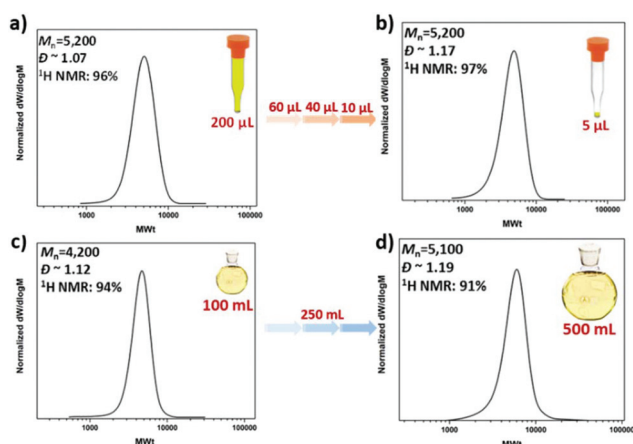 a)
Mn=5,200
Đ ~ 1.07
¹H NMR: 96%
200 µL
Normalized dW/dlogM
1000 10000 100000
MWt
60 µL 40 µL 10 µL
b)
Mn=5,200
Đ ~ 1.17
¹H NMR: 97%
5 µL
Normalized dW/dlogM
1000 10000 100000
MWt
c)
Mn=4,200
Đ ~ 1.12
¹H NMR: 94%
100 mL
Normalized dW/dlogM
1000 10000 100000
MWt
250 mL
d)
Mn=5,100
Đ ~ 1.19
¹H NMR: 91%
500 mL
Normalized dW/dlogM
1000 10000 100000
MWt